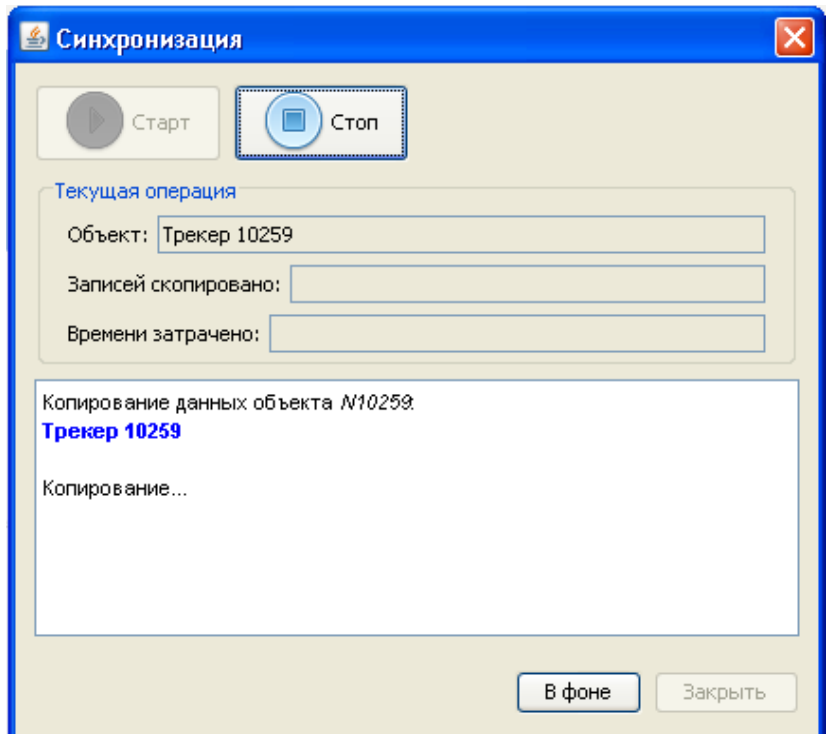 Синхронизация
Старт
Стоп
Текущая операция
Объект: Трекер 10259
Записей скопировано:
Времени затрачено:
Копирование данных объекта N10259:
Трекер 10259
Копирование...
В фоне
Закрыть